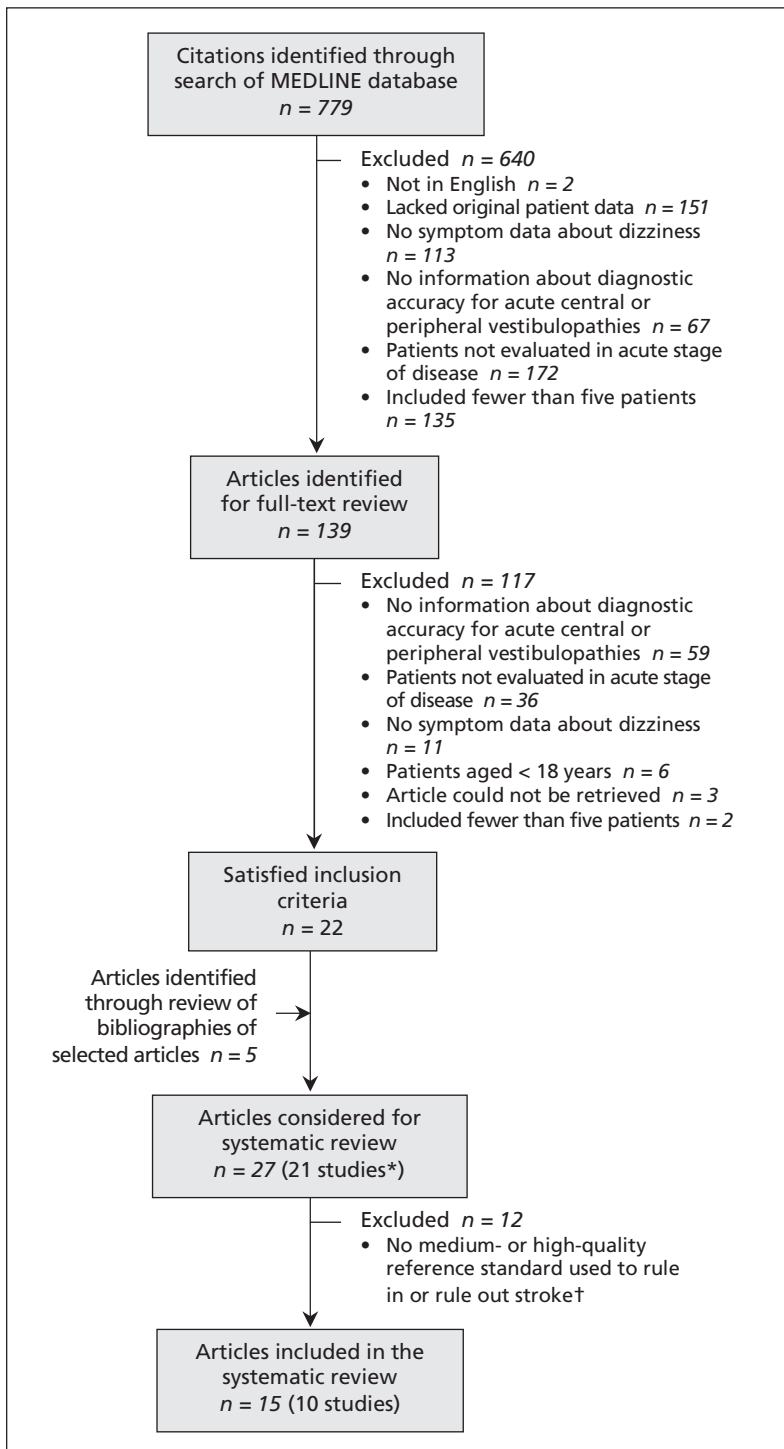 Citations identified through
search of MEDLINE database
n = 779
Excluded n = 640
• Not in English n = 2
• Lacked original patient data n = 151
• No symptom data about dizziness
n = 113
• No information about diagnostic
accuracy for acute central or
peripheral vestibulopathies n = 67
• Patients not evaluated in acute stage
of disease n = 172
• Included fewer than five patients
n = 135
Articles identified
for full-text review
n = 139
Excluded n = 117
• No information about diagnostic
accuracy for acute central or
peripheral vestibulopathies n = 59
• Patients not evaluated in acute stage
of disease n = 36
• No symptom data about dizziness
n = 11
• Patients aged < 18 years n = 6
• Article could not be retrieved n = 3
• Included fewer than five patients n = 2
Satisfied inclusion
criteria
n = 22
Articles identified
through review of
bibliographies of
selected articles n = 5
Articles considered for
systematic review
n = 27 (21 studies*)
Excluded n = 12
• No medium- or high-quality
reference standard used to rule
in or rule out stroke†
Articles included in the
systematic review
n = 15 (10 studies)